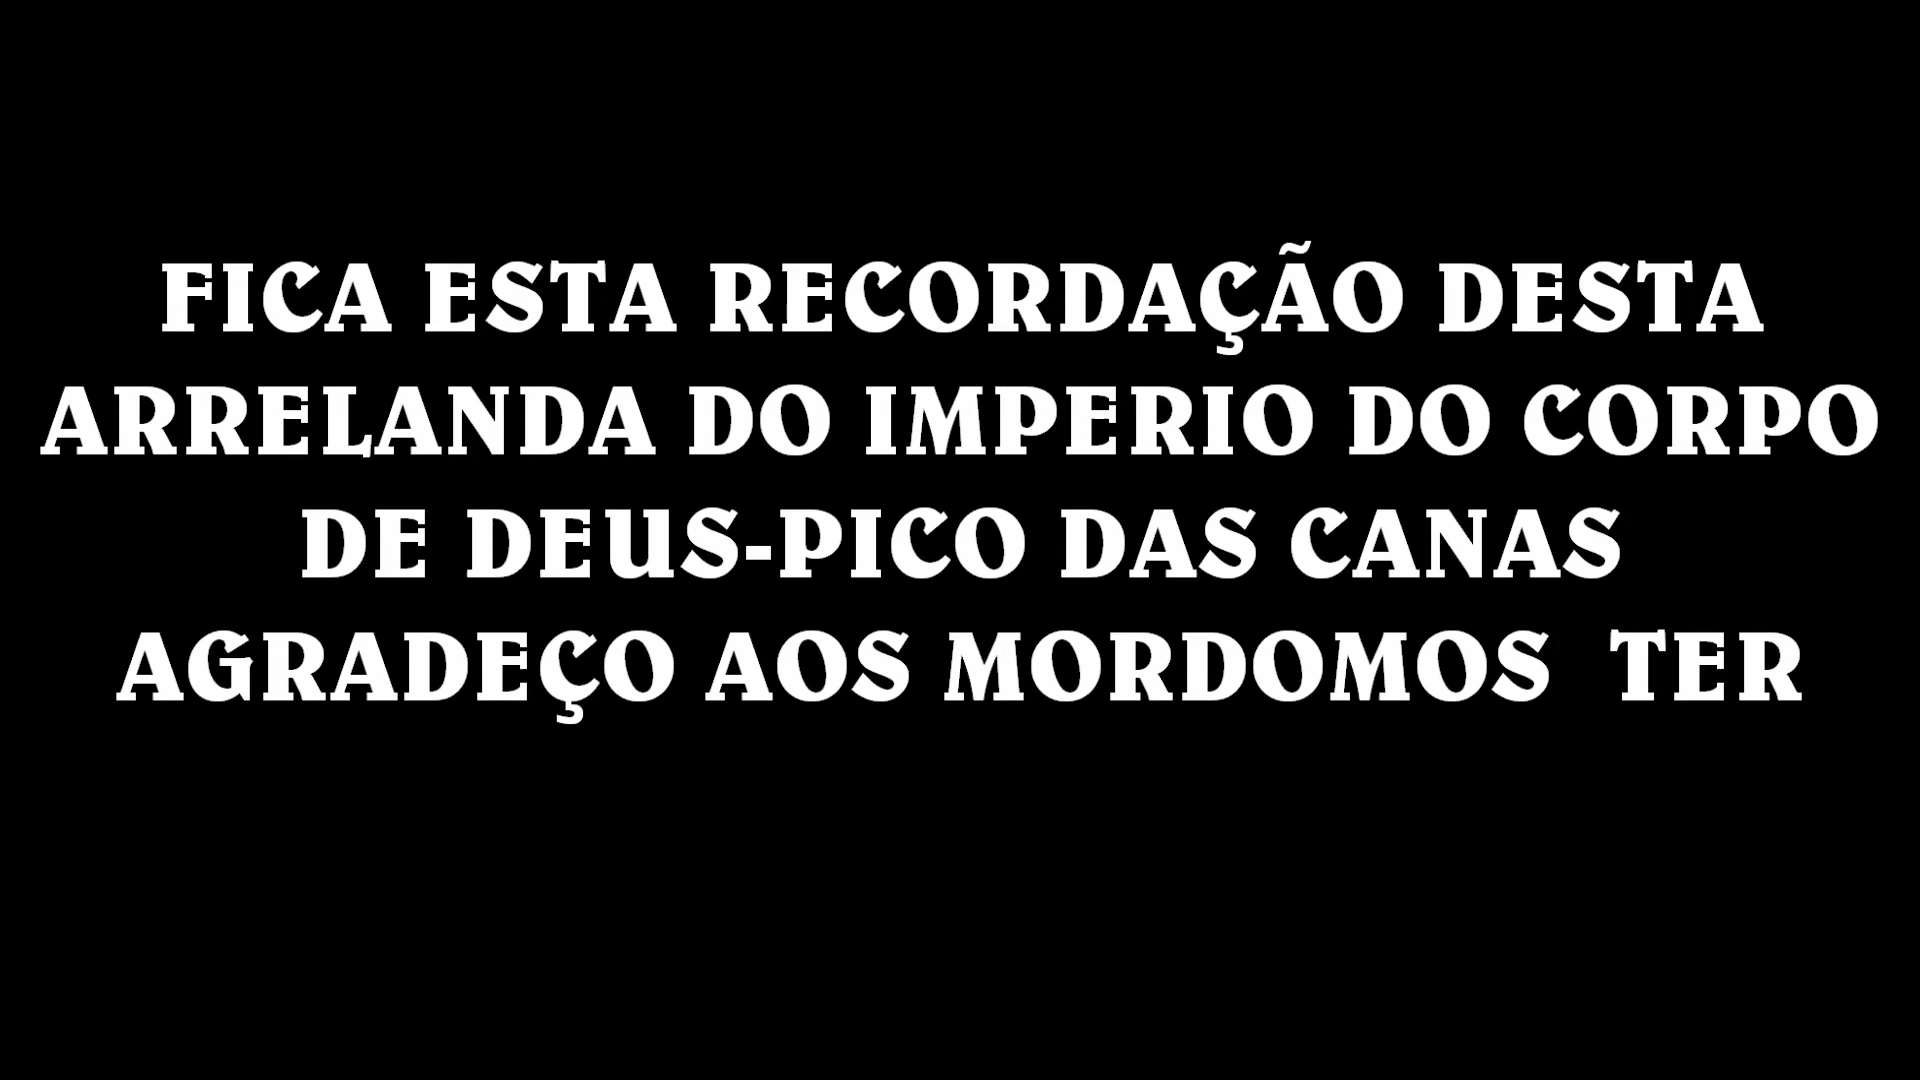 FICA ESTA RECORDAÇÃO DESTA
ARRELANDA DO IMPERIO DO CORPO
DE DEUS-PICO DAS CANAS
AGRADEÇO AOS MORDOMOS  TER